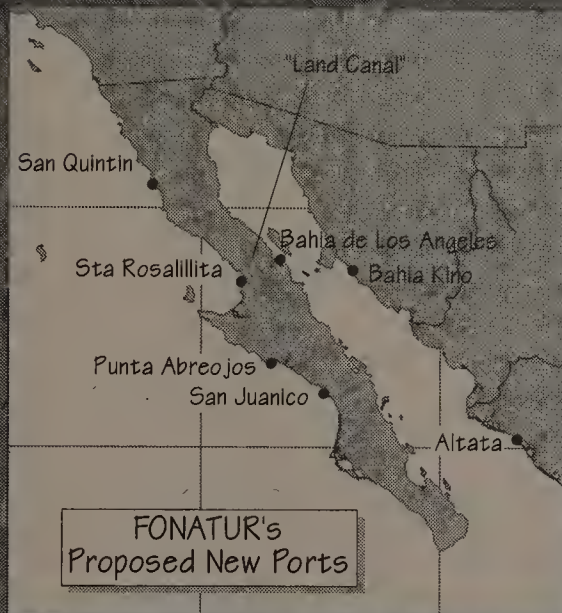 "Land Canal"
San Quintin
Bahia de Los Angeles
Sta Rosalillita
Bahia Kino
Punta Abreojos
San Juanico
Altata
FONATUR's
Proposed New Ports